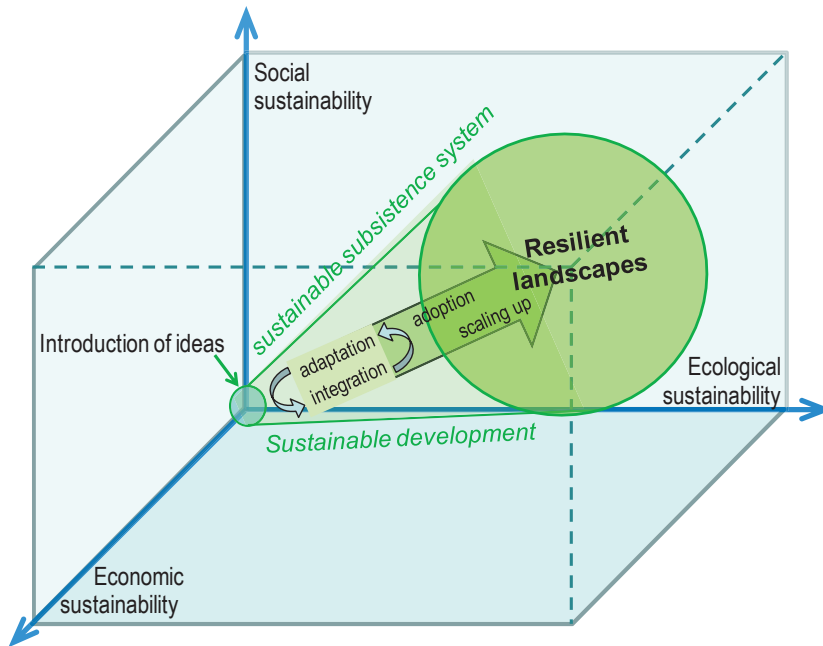 Social
sustainability
sustainable subsistence system
Resilient
landscapes
adoption
scaling up
Introduction of ideas
adaptation
integration
Ecological
sustainability
Sustainable development
Economic
sustainability